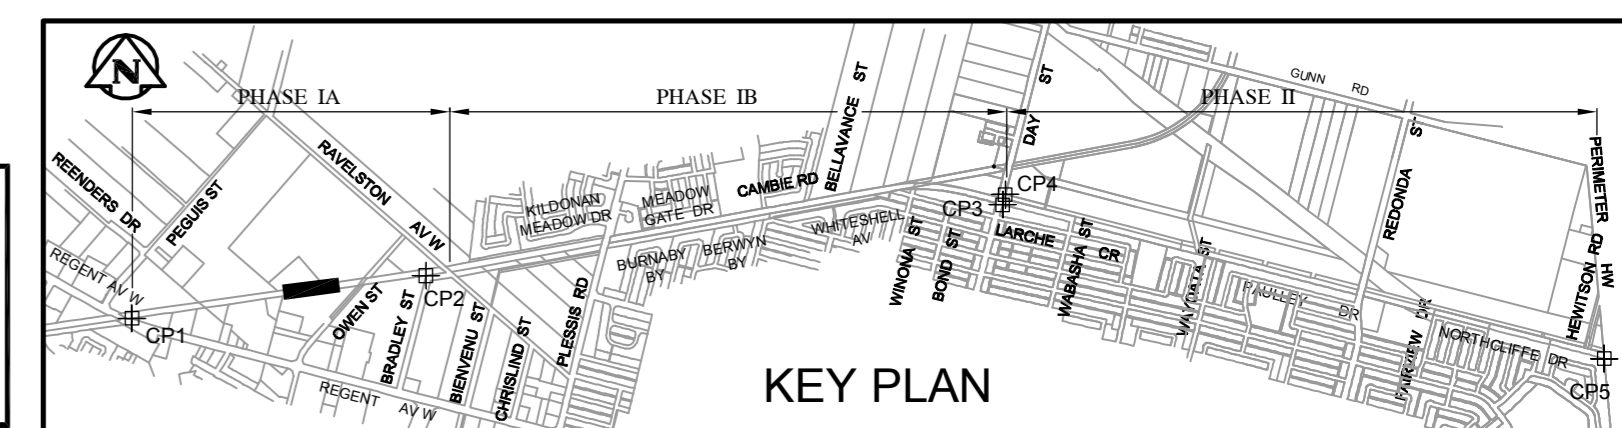 N
PHASE IA
PHASE IB
PHASE II
GUNN RD
REENDERS DR
PEGUIS ST
RAVELSTON AV W
REGENT AV W
CP1
OWEN ST
BRADLEY ST
CP2
BIENVENU ST
CHRISLIND ST
REGENT AV W
PLESSIS RD
KILDONAN
MEADOW DR
MEADOW
GATE DR
CAMBIE RD
BELLAVANCE ST
BURNABY
BY
BERWYN
BY
WHITESHELL
AV
WINONA ST
BOND ST
DAY ST
CP4
CP3
LARCHE CR
WABASHA ST
PAULLEY DR
REDONDA ST
FAIRVIEW DR
NORTHCLIFFE DR
HEWITSON RD
PERIMETER HW
CP5
KEY PLAN